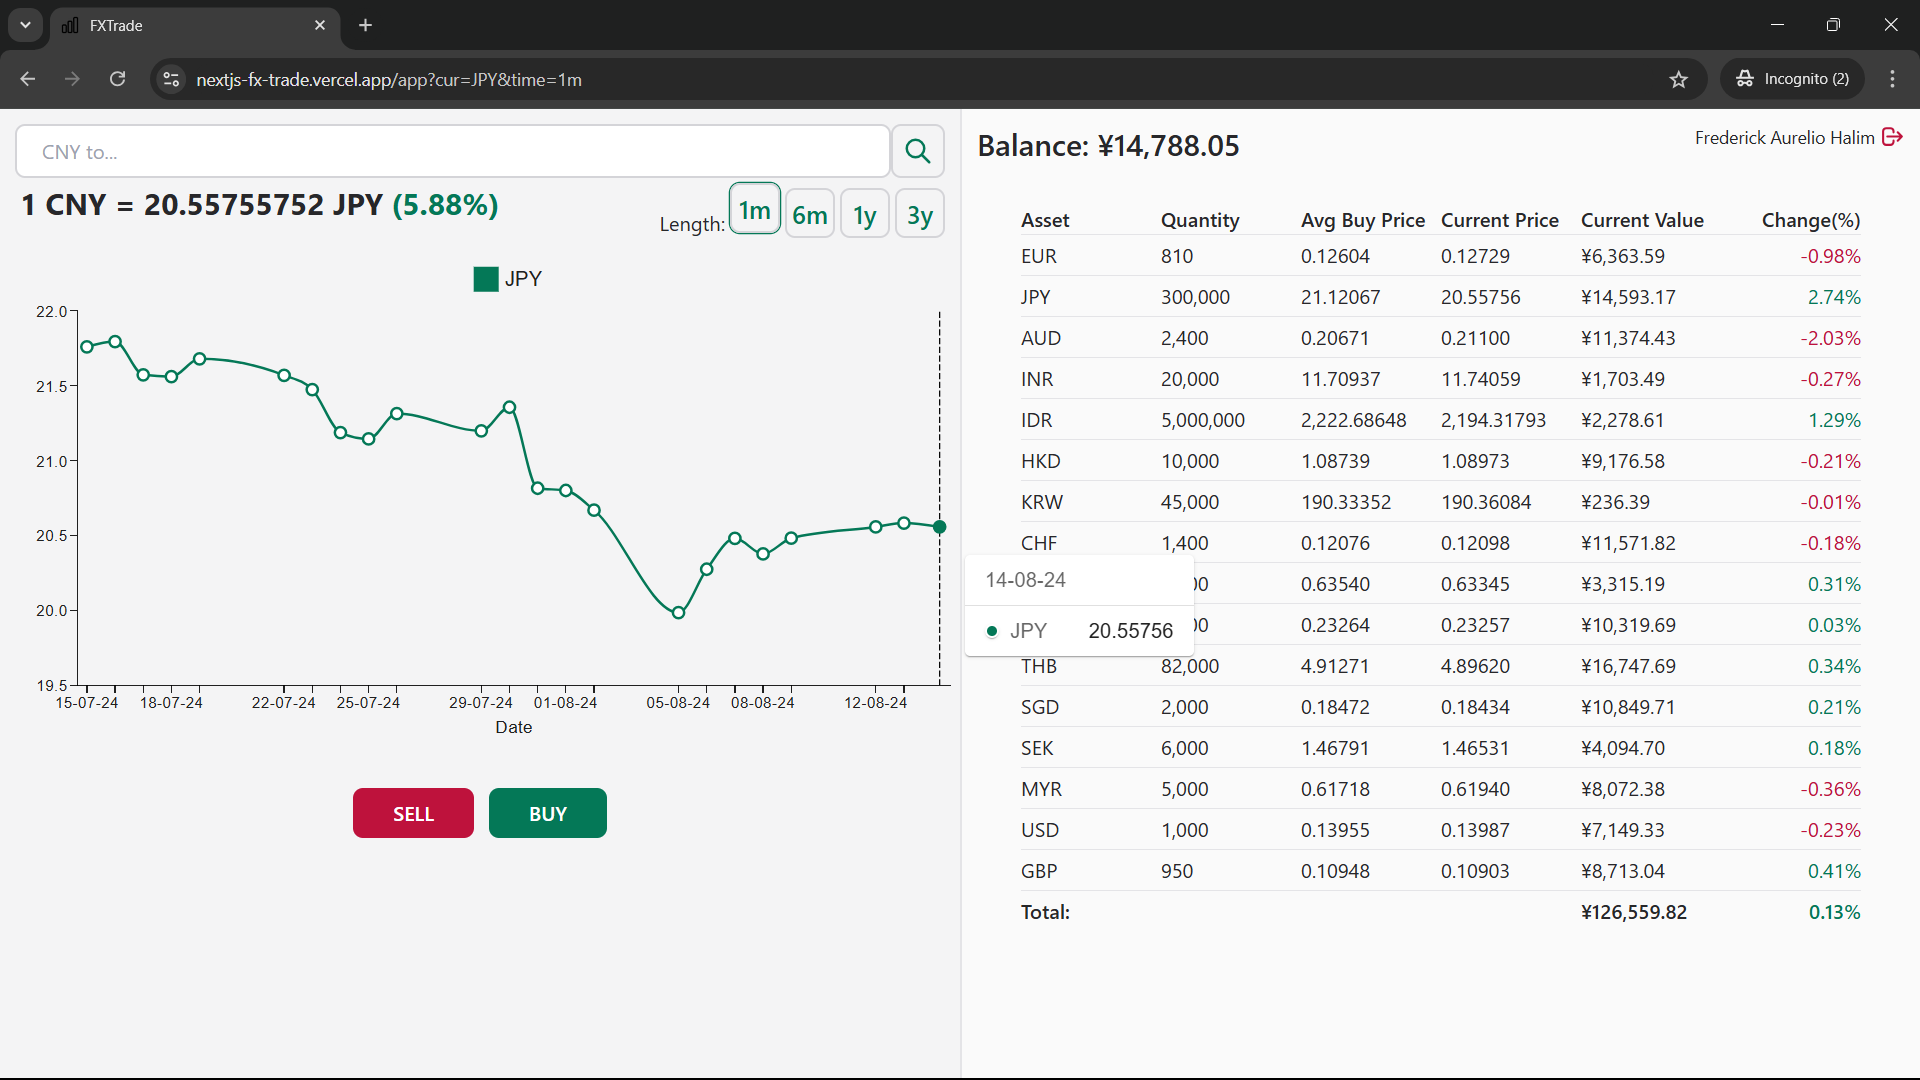 FXTrade
nextjs-fx-trade.vercel.app/app?cur=JPY&time=1m
Incognito (2)
CNY to...
1 CNY = 20.55755752 JPY (5.88%)
Length: 1m 6m 1y 3y
JPY
22.0
21.5
21.0
20.5
20.0
19.5
15-07-24 18-07-24 22-07-24 25-07-24 29-07-24 01-08-24 05-08-24 08-08-24 12-08-24
Date
SELL BUY
Balance: ¥14,788.05
Frederick Aurelio Halim
Asset Quantity Avg Buy Price Current Price Current Value Change(%)
EUR 810 0.12604 0.12729 ¥6,363.59 -0.98%
JPY 300,000 21.12067 20.55756 ¥14,593.17 2.74%
AUD 2,400 0.20671 0.21100 ¥11,374.43 -2.03%
INR 20,000 11.70937 11.74059 ¥1,703.49 -0.27%
IDR 5,000,000 2,222.68648 2,194.31793 ¥2,278.61 1.29%
HKD 10,000 1.08739 1.08973 ¥9,176.58 -0.21%
KRW 45,000 190.33352 190.36084 ¥236.39 -0.01%
CHF 1,400 0.12076 0.12098 ¥11,571.82 -0.18%
0.63540 0.63345 ¥3,315.19 0.31%
0.23264 0.23257 ¥10,319.69 0.03%
14-08-24
JPY 20.55756
THB 82,000 4.91271 4.89620 ¥16,747.69 0.34%
SGD 2,000 0.18472 0.18434 ¥10,849.71 0.21%
SEK 6,000 1.46791 1.46531 ¥4,094.70 0.18%
MYR 5,000 0.61718 0.61940 ¥8,072.38 -0.36%
USD 1,000 0.13955 0.13987 ¥7,149.33 -0.23%
GBP 950 0.10948 0.10903 ¥8,713.04 0.41%
Total: ¥126,559.82 0.13%